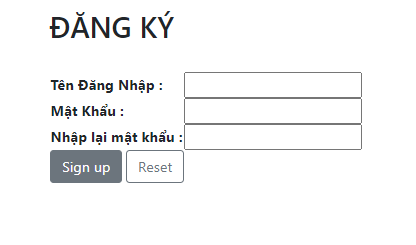 ĐĂNG KÝ
Tên Đăng Nhập :
Mật Khẩu :
Nhập lại mật khẩu :
Sign up Reset